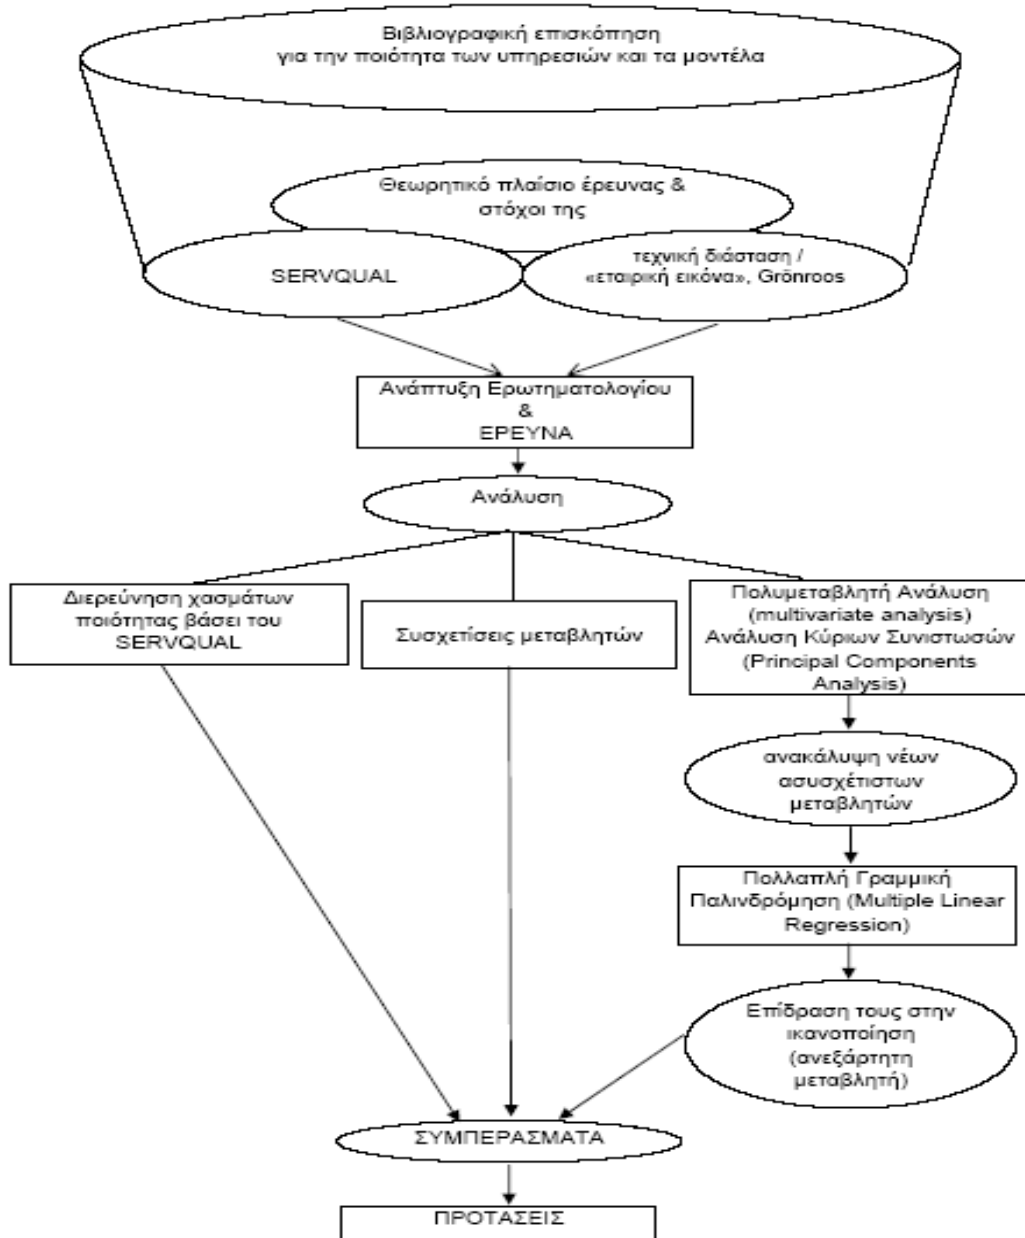 Βιβλιογραφική επισκόπηση
για την ποιότητα των υπηρεσιών και τα μοντέλα
Θεωρητικό πλαίσιο έρευνας &
στόχοι της
SERVQUAL
τεχνική διάσταση /
«εταιρική εικόνα», Grönroos
Ανάπτυξη Ερωτηματολογίου
&
ΕΡΕΥΝΑ
Ανάλυση
Διερεύνηση χασμάτων
ποιότητας βάσει του
SERVQUAL
Συσχετίσεις μεταβλητών
Πολυμεταβλητή Ανάλυση
(multivariate analysis)
Ανάλυση Κύριων Συνιστωσών
(Principal Components
Analysis)
ανακάλυψη νέων
ασυσχέτιστων
μεταβλητών
Πολλαπλή Γραμμική
Παλινδρόμηση (Multiple Linear
Regression)
Επίδραση τους στην
ικανοποίηση
(ανεξάρτητη
μεταβλητή)
ΣΥΜΠΕΡΑΣΜΑΤΑ
ΠΡΟΤΑΣΕΙΣ